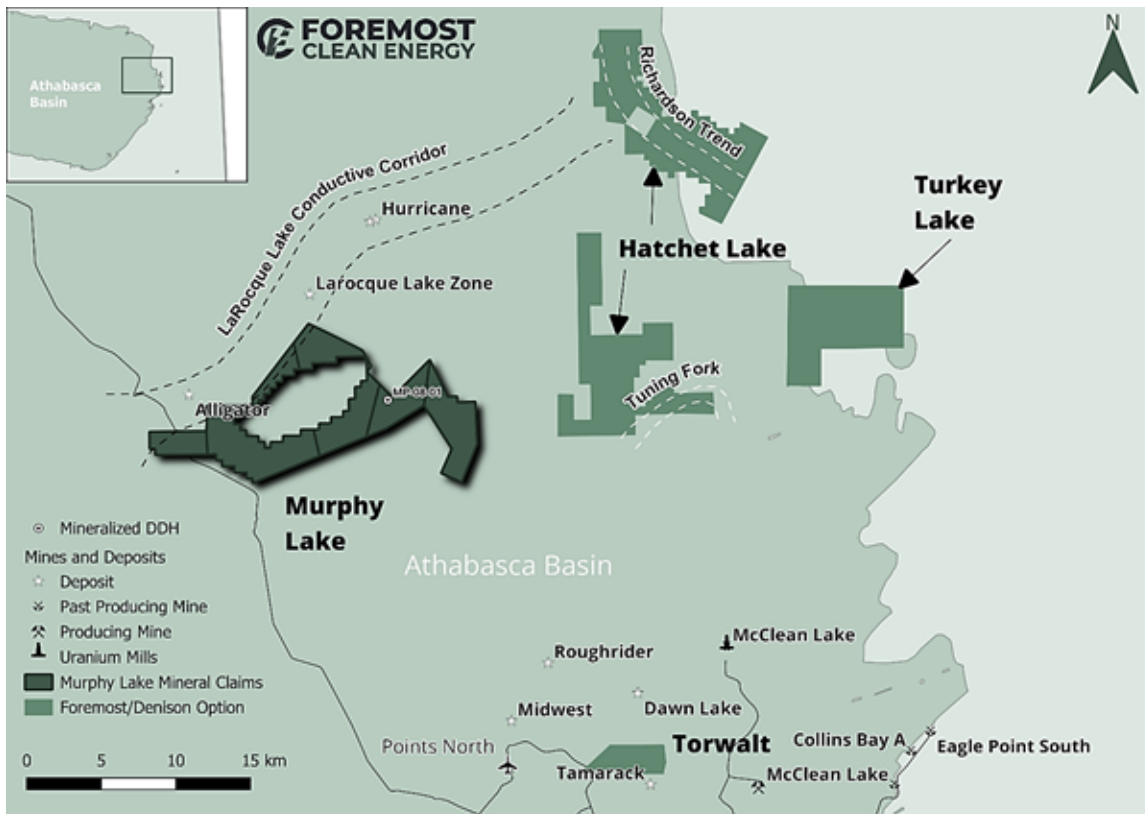 Athabasca
Basin
FOREMOST
CLEAN ENERGY
N
Richardson Trend
LaRocque Lake Conductive Corridor
Turkey
Lake
Hurricane
Hatchet Lake
Larocque Lake Zone
Tuning Fork
MP-08-01
Alligator
Murphy
Lake
Athabasca Basin
Mineralized DDH
Mines and Deposits
Deposit
Past Producing Mine
Producing Mine
Uranium Mills
Murphy Lake Mineral Claims
Foremost/Denison Option
0 5 10 15 km
McClean Lake
Roughrider
Dawn Lake
Midwest
Points North
Torwalt
Collins Bay A
Eagle Point South
Tamarack
McClean Lake